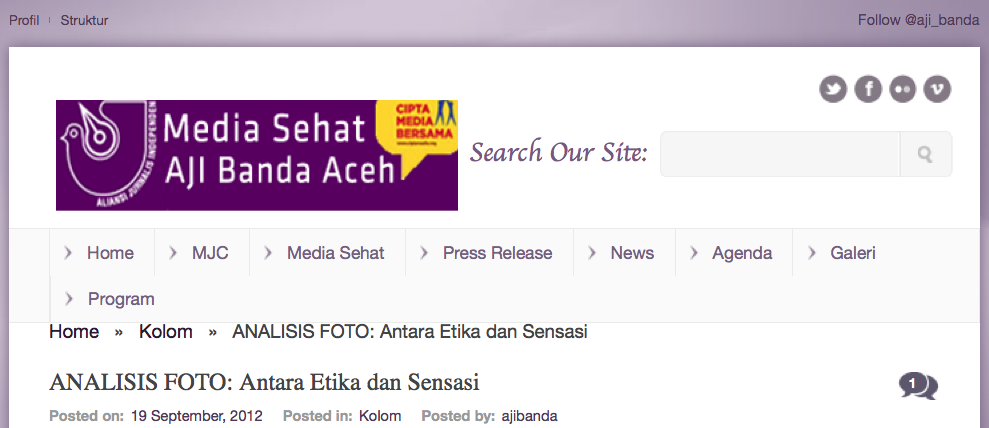 Profil Struktur Follow @aji_banda
CIPTA
MEDIA
BERSAMA
Media Sehat
AJI Banda Aceh
ALIANSI JURNALIS INDEPENDEN
Search Our Site:
Home MJC Media Sehat Press Release News Agenda Galeri
Program
Home » Kolom » ANALISIS FOTO: Antara Etika dan Sensasi
ANALISIS FOTO: Antara Etika dan Sensasi 1
Posted on: 19 September, 2012 Posted in: Kolom Posted by: ajibanda